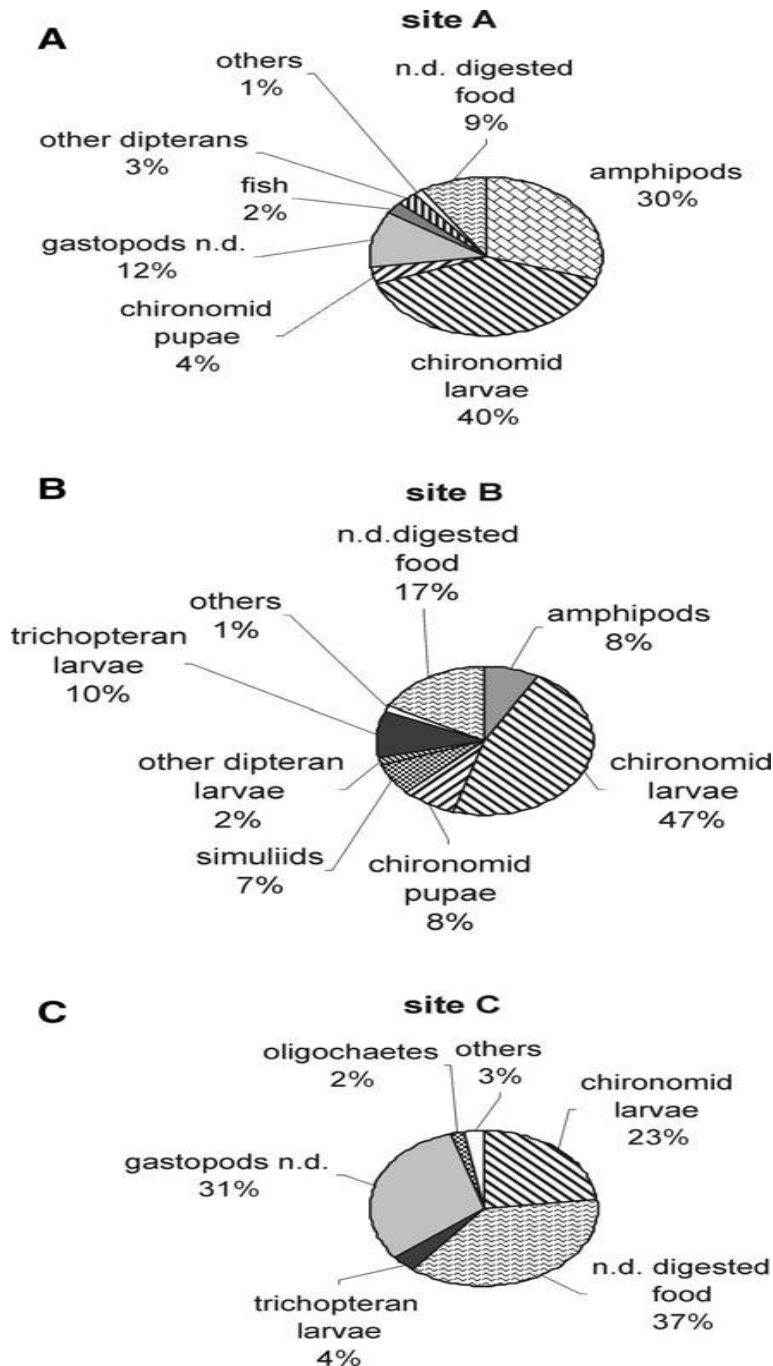 A
site A
others
1%
n.d. digested
food
9%
other dipterans
3%
amphipods
30%
fish
2%
gastopods n.d.
12%
chironomid
pupae
4%
chironomid
larvae
40%
B
site B
n.d.digested
food
17%
others
1%
amphipods
8%
trichopteran
larvae
10%
other dipteran
larvae
2%
chironomid
larvae
47%
simuliids
7%
chironomid
pupae
8%
C
site C
oligochaetes
2%
others
3%
chironomid
larvae
23%
gastopods n.d.
31%
n.d. digested
food
37%
trichopteran
larvae
4%